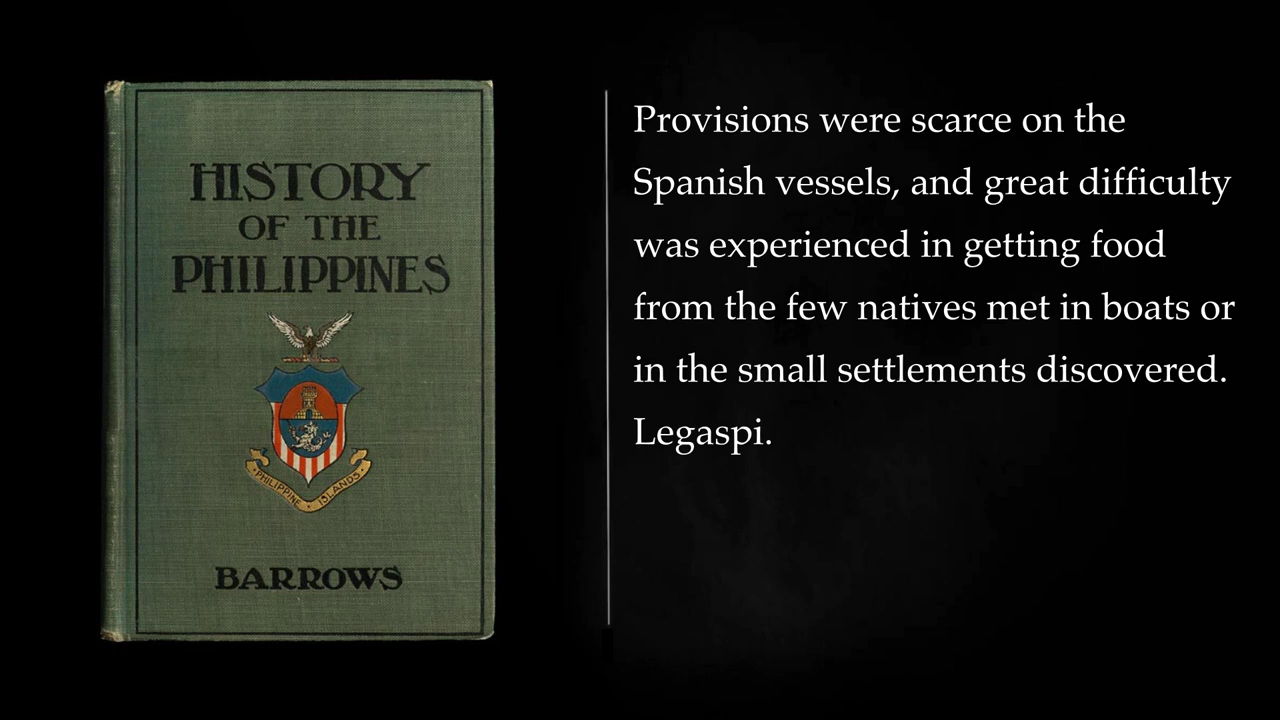 HISTORY
OF THE
PHILIPPINES
PHILIPPINE ISLANDS
BARROWS
Provisions were scarce on the
Spanish vessels, and great difficulty
was experienced in getting food
from the few natives met in boats or
in the small settlements discovered.
Legaspi.